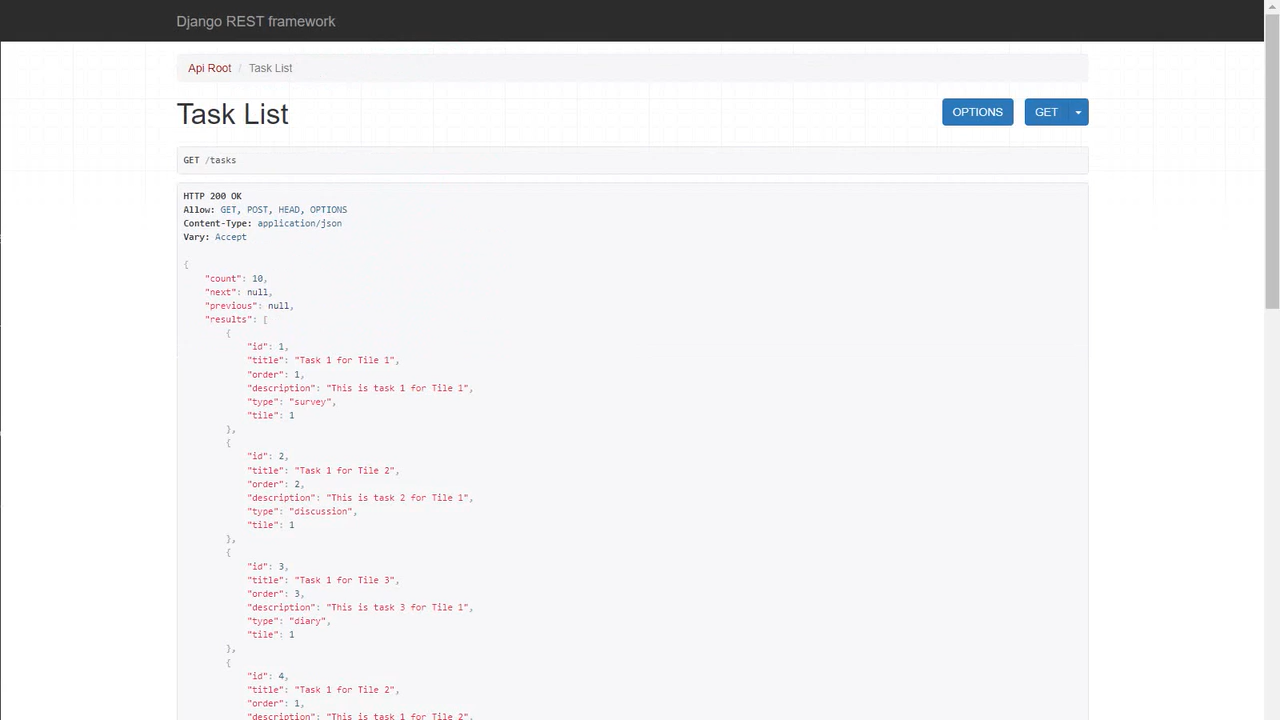 Django REST framework
Api Root / Task List
Task List
OPTIONS
GET
GET /tasks
HTTP 200 OK
Allow: GET, POST, HEAD, OPTIONS
Content-Type: application/json
Vary: Accept
{
    "count": 10,
    "next": null,
    "previous": null,
    "results": [
        {
            "id": 1,
            "title": "Task 1 for Tile 1",
            "order": 1,
            "description": "This is task 1 for Tile 1",
            "type": "survey",
            "tile": 1
        },
        {
            "id": 2,
            "title": "Task 1 for Tile 2",
            "order": 2,
            "description": "This is task 2 for Tile 1",
            "type": "discussion",
            "tile": 1
        },
        {
            "id": 3,
            "title": "Task 1 for Tile 3",
            "order": 3,
            "description": "This is task 3 for Tile 1",
            "type": "diary",
            "tile": 1
        },
        {
            "id": 4,
            "title": "Task 1 for Tile 2",
            "order": 1,
            "description": "This is task 1 for Tile 2",